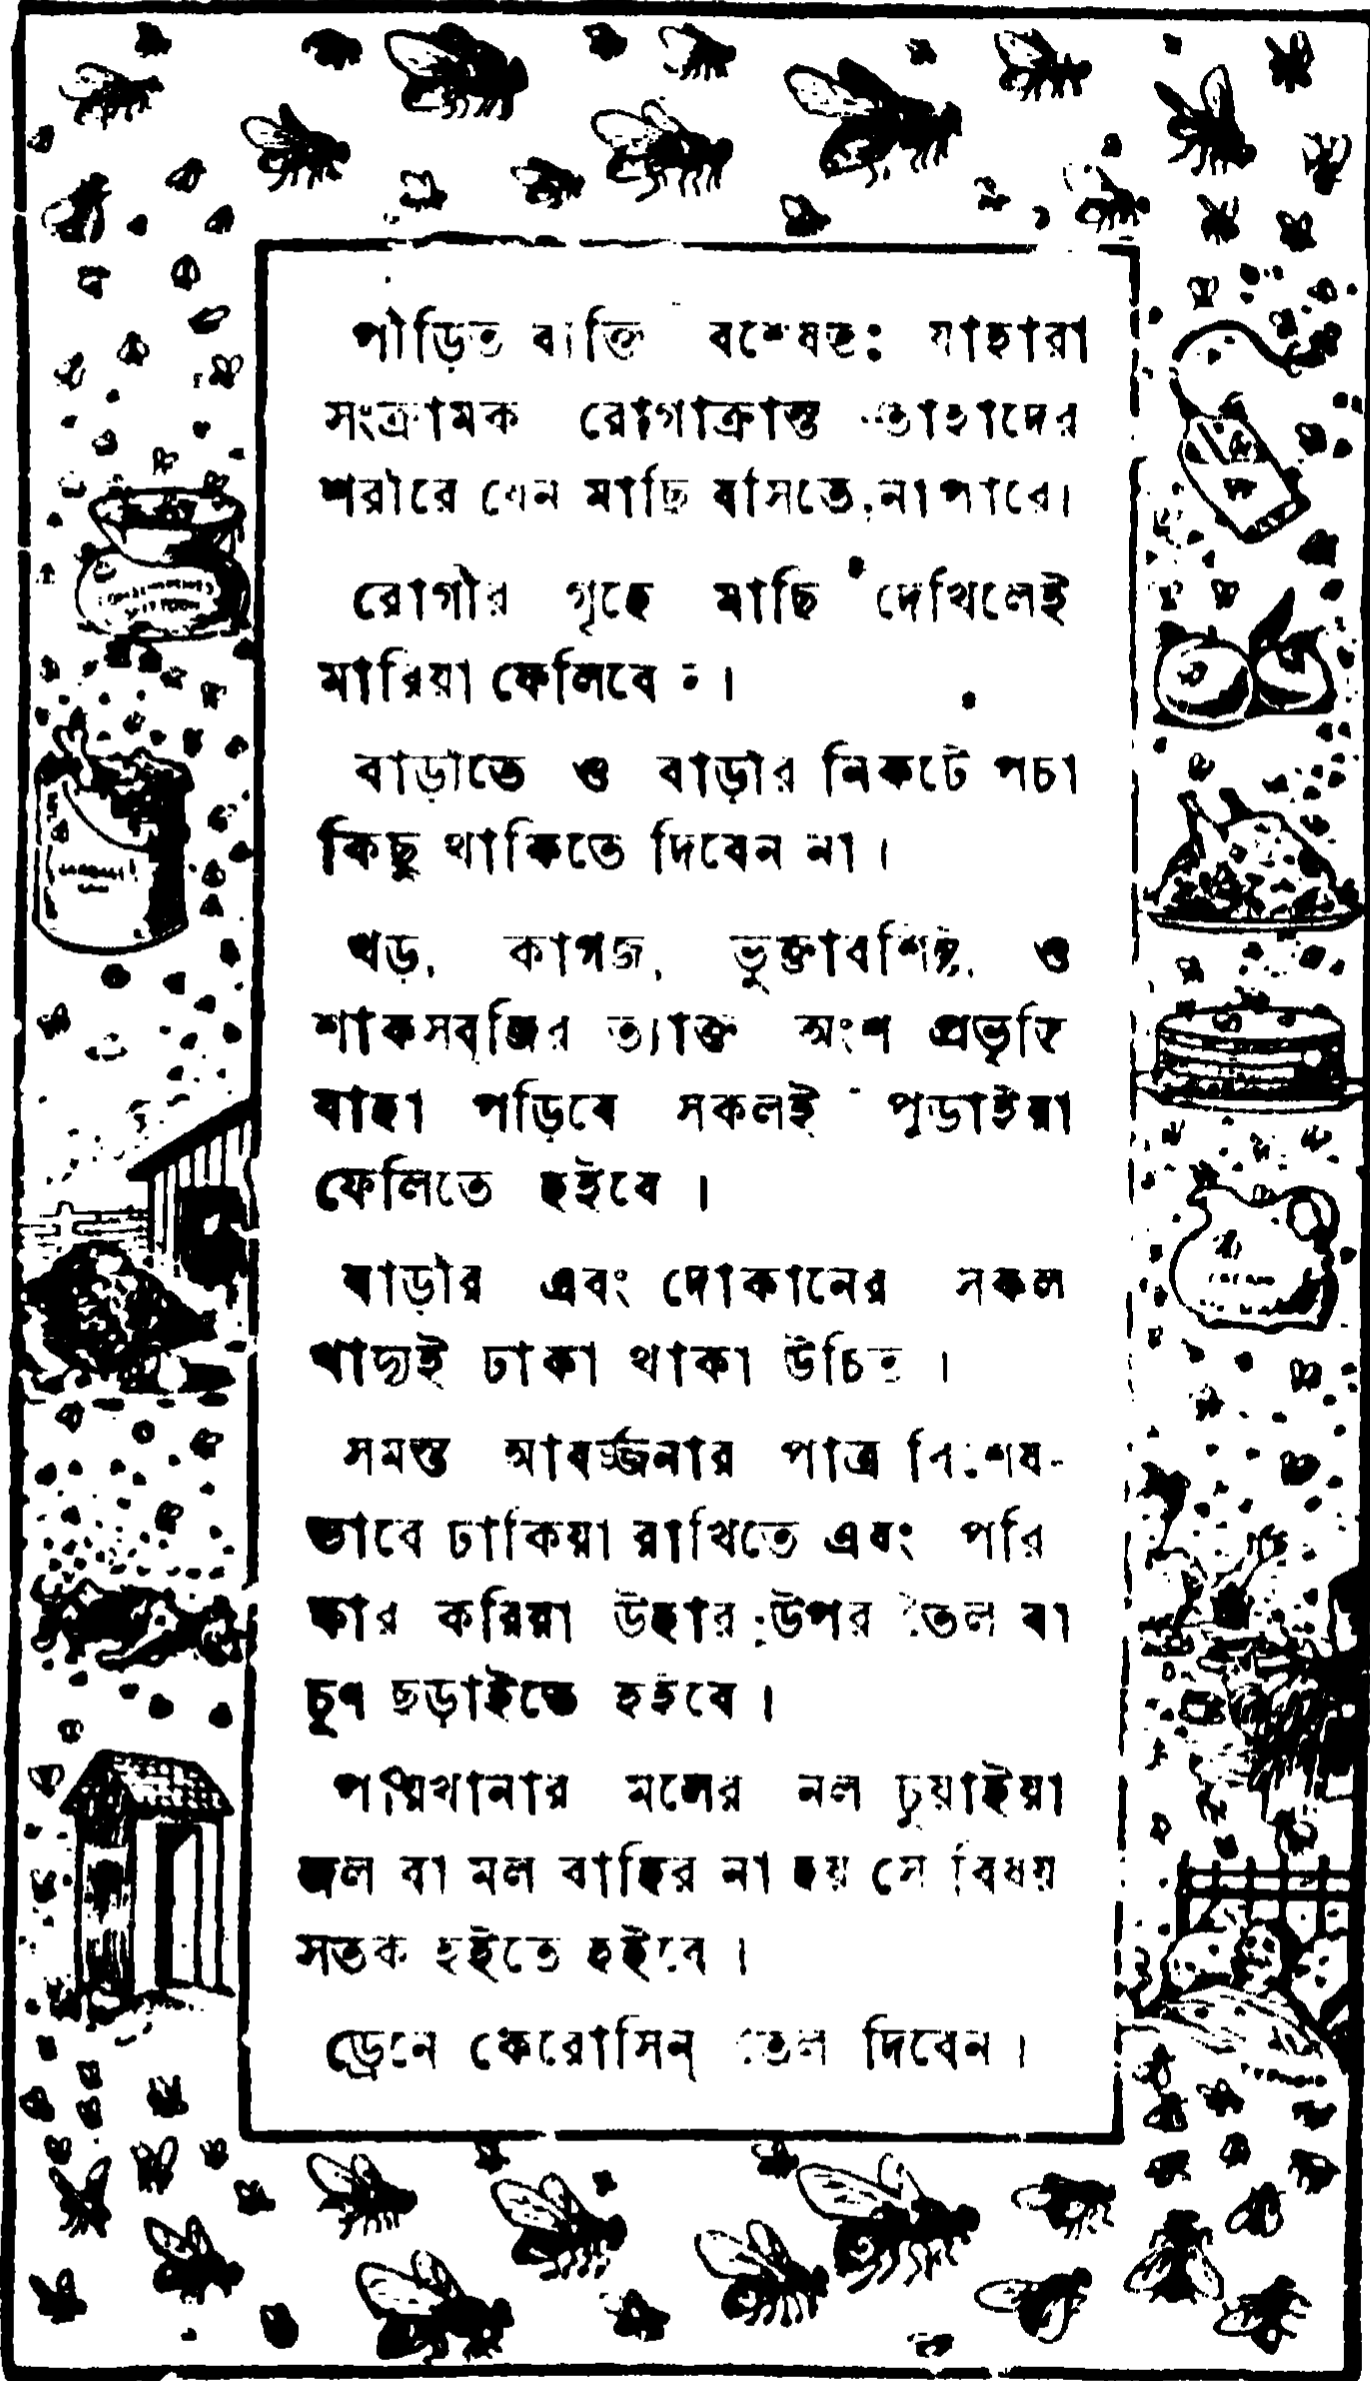 পীড়িত ব্যক্তি বিশেষতঃ যাহারা
সংক্রামক রোগাক্রান্ত তাহাদের
শরীরে যেন মাছি বসিতে না পারে।
রোগীর গৃহে মাছি দেখিলেই
মারিয়া ফেলিবেন।
বাড়ীতে ও বাড়ীর নিকটে পচা
কিছু থাকিতে দিবেন না।
খড়, কাগজ, ভুক্তাবশিষ্ট, ও
শাকসব্জির ত্যাক্ত অংশ প্রভৃতি
যাহা পড়িবে সকলই পুড়াইয়া
ফেলিতে হইবে।
বাড়ীর এবং দোকানের সকল
খাদ্যই ঢাকা থাকা উচিত।
সমস্ত আবর্জ্জনার পাত্র বিশেষ-
ভাবে ঢাকিয়া রাখিতে এবং পরি
ষ্কার করিয়া উহার উপর তৈল বা
চূণ ছড়াইতে হইবে।
পায়খানার মলের নল চুয়াইয়া
জল বা মল বাহির না হয় সে বিষয়
সতর্ক হইতে হইবে।
ড্রেনে কেরোসিন্ তেল দিবেন।